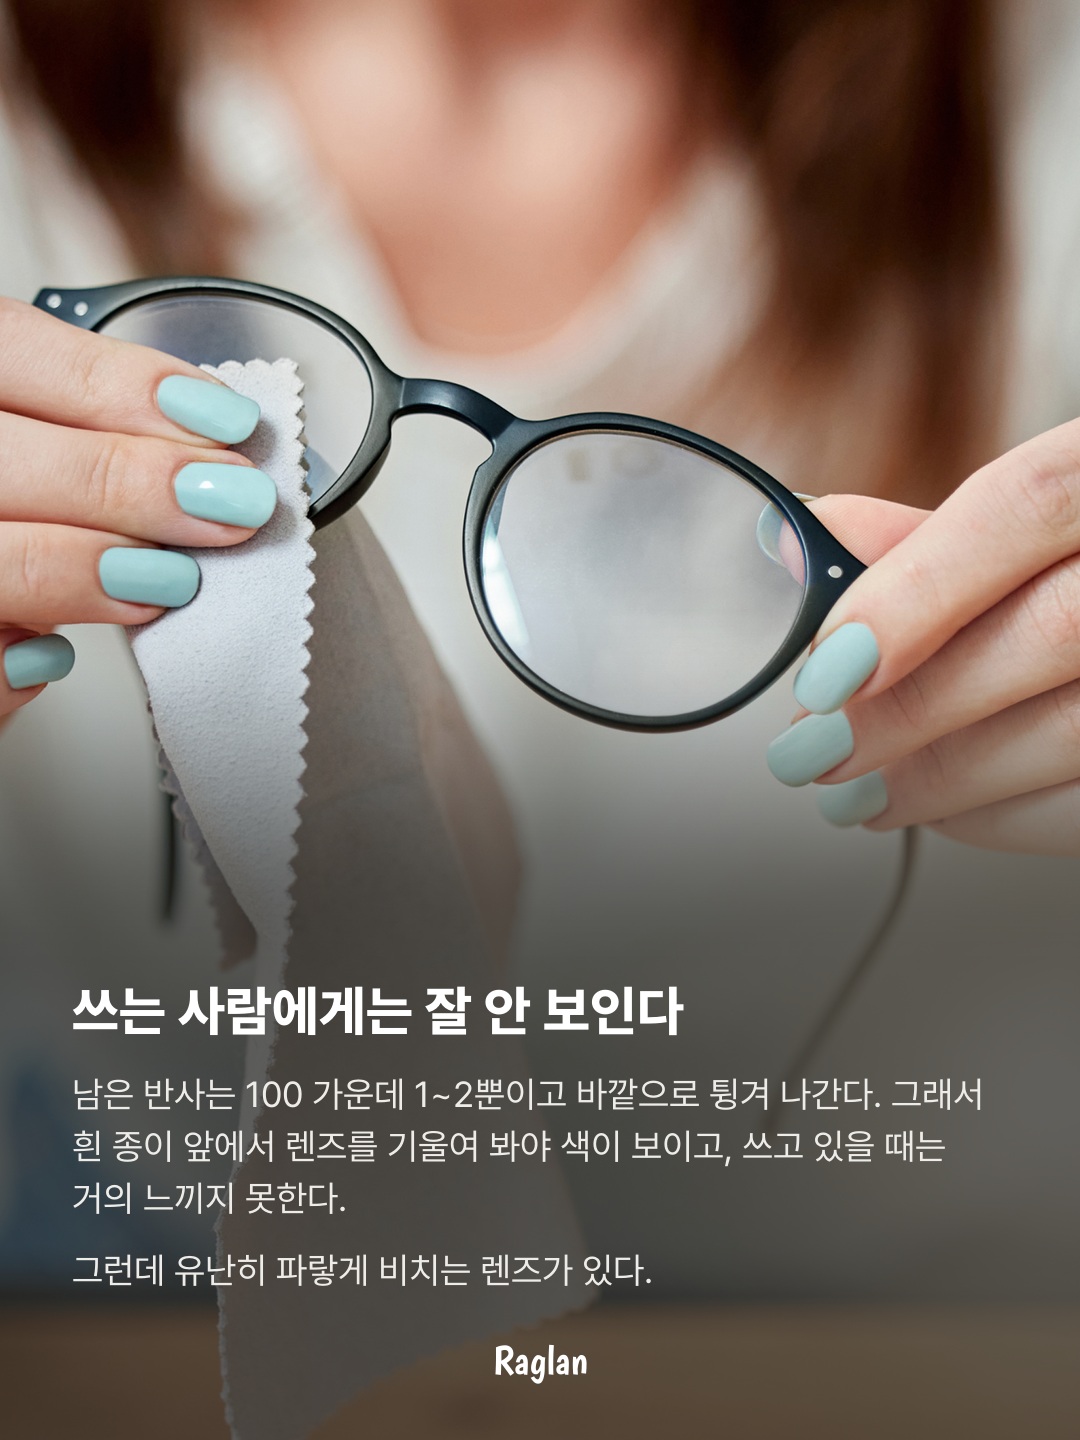 쓰는 사람에게는 잘 안 보인다
남은 반사는 100 가운데 1~2뿐이고 바깥으로 튕겨 나간다. 그래서
흰 종이 앞에서 렌즈를 기울여 봐야 색이 보이고, 쓰고 있을 때는
거의 느끼지 못한다.
그런데 유난히 파랗게 비치는 렌즈가 있다.
Raglan